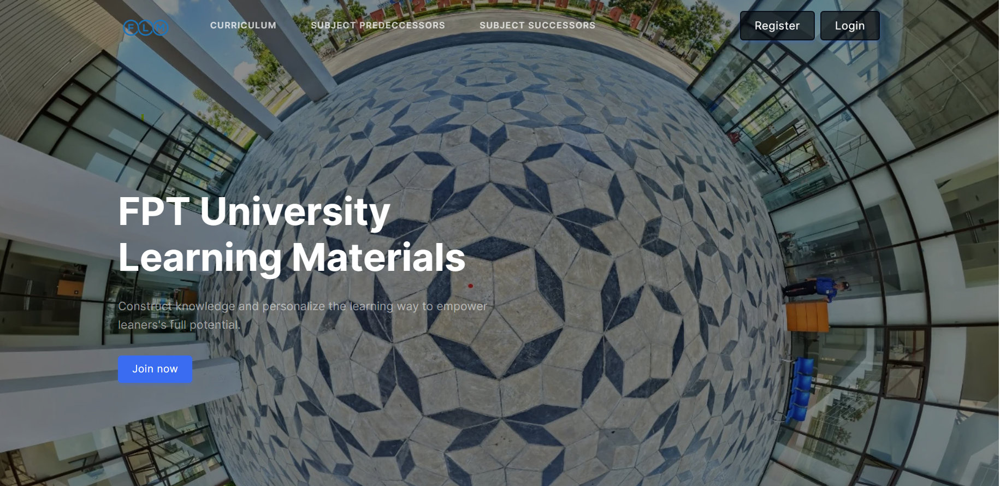 FLM
CURRICULUM
SUBJECT PREDECCESSORS
SUBJECT SUCCESSORS
Register
Login
FPT University
Learning Materials
Construct knowledge and personalize the learning way to empower
leaners's full potential.
Join now